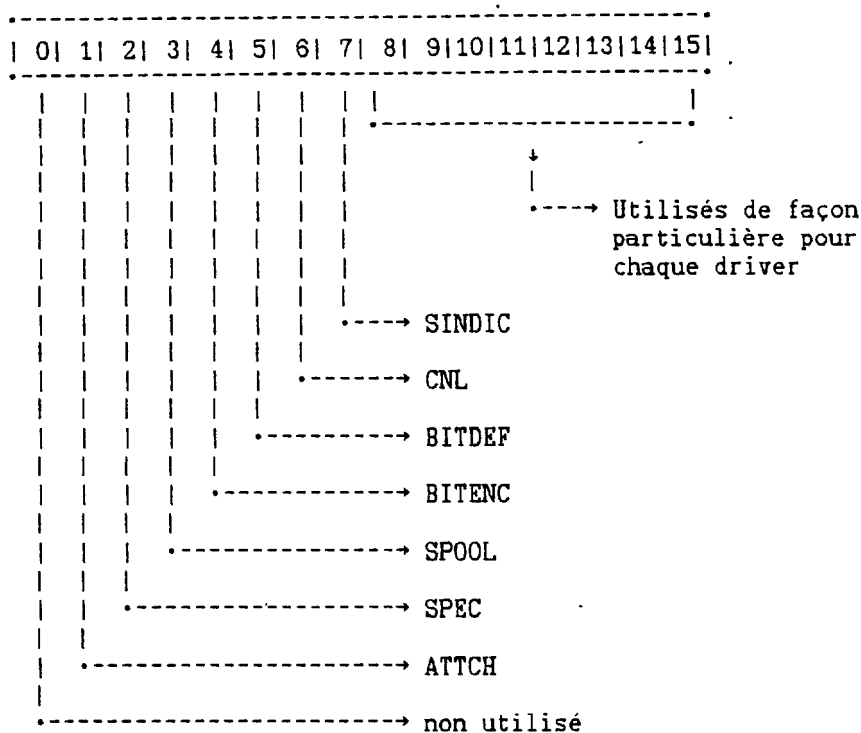 | 0| 1| 2| 3| 4| 5| 6| 7| 8| 9|10|11|12|13|14|15|
Utilisés de façon
particulière pour
chaque driver
SINDIC
CNL
BITDEF
BITENC
SPOOL
SPEC
ATTCH
non utilisé